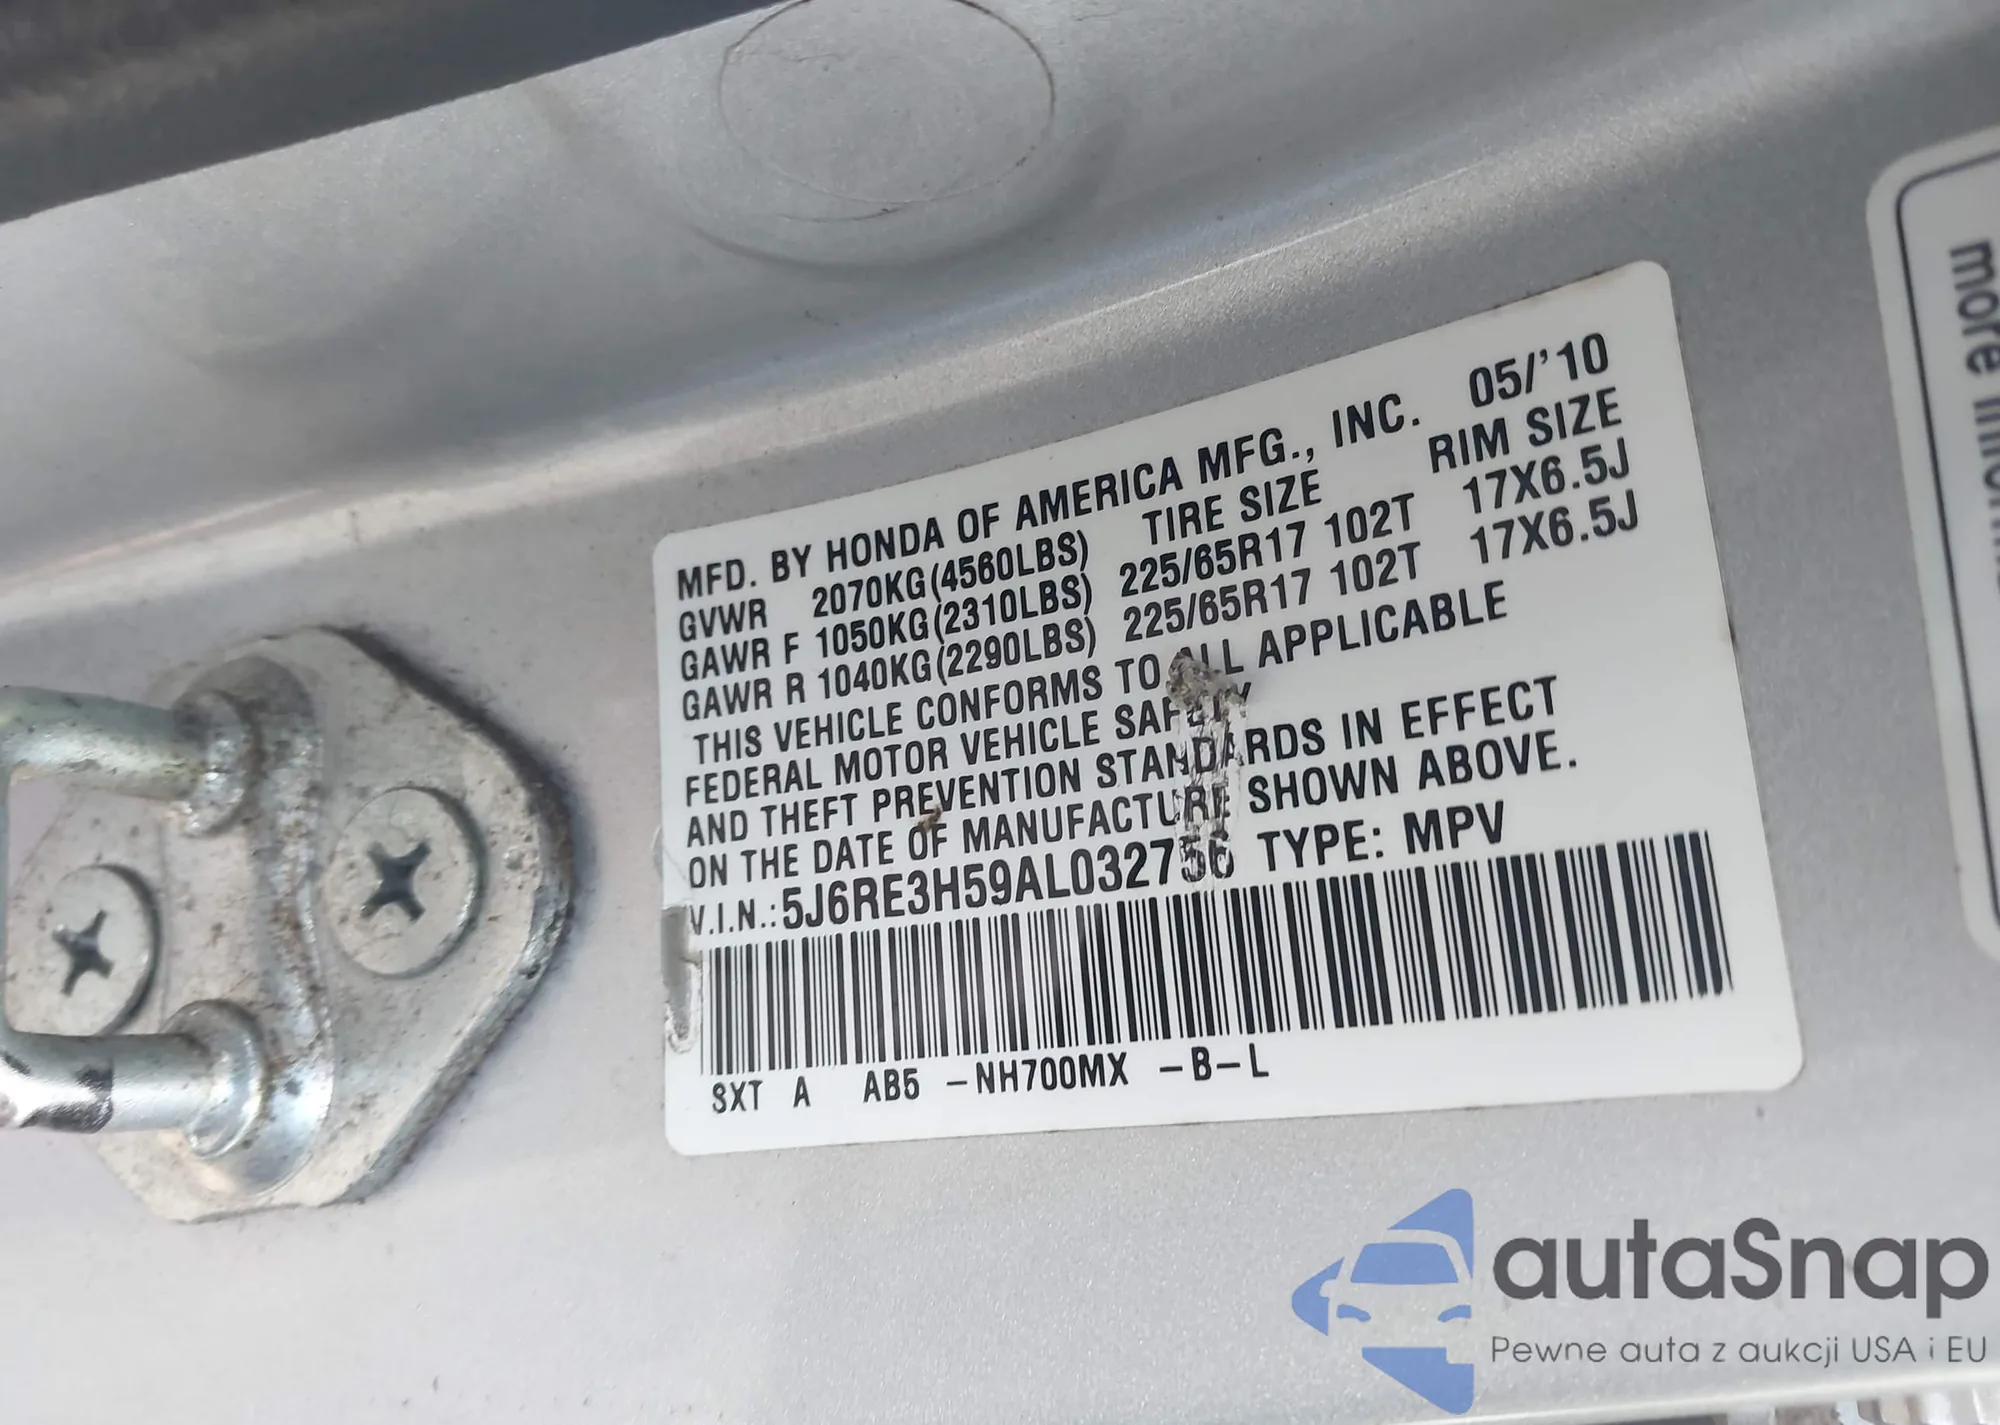 MFD. BY HONDA OF AMERICA MFG., INC. 05/'10
GVWR 2070KG(4560LBS) TIRE SIZE RIM SIZE
GAWR F 1050KG(2310LBS) 225/65R17 102T 17X6.5J
GAWR R 1040KG(2290LBS) 225/65R17 102T 17X6.5J
THIS VEHICLE CONFORMS TO ALL APPLICABLE
FEDERAL MOTOR VEHICLE SAFETY
AND THEFT PREVENTION STANDARDS IN EFFECT
ON THE DATE OF MANUFACTURE SHOWN ABOVE.
V.I.N.: 5J6RE3H59AL032756 TYPE: MPV
SXT A AB5 -NH700MX -B-L
more
autaSnap
Pewne auta z aukcji USA i EU